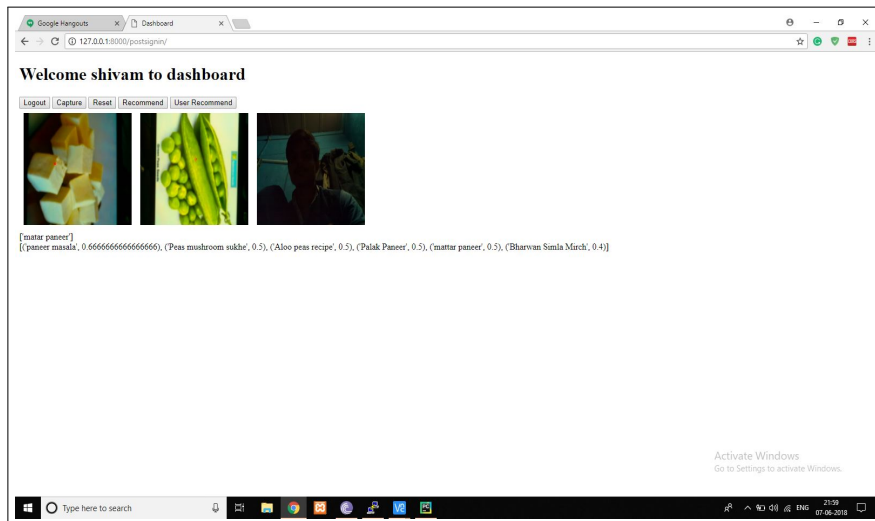 Google Hangouts
Dashboard
127.0.0.1:8000/postsignin/
Welcome shivam to dashboard
Logout Capture Reset Recommend User Recommend
['matar paneer']
[('paneer masala', 0.6666666666666666), ('Peas mushroom sukhe', 0.5), ('Aloo peas recipe', 0.5), ('Palak Paneer', 0.5), ('mattar paneer', 0.5), ('Bharwan Simla Mirch', 0.4)]
Activate Windows
Go to Settings to activate Windows.
Type here to search
ENG
21:59
07-06-2018